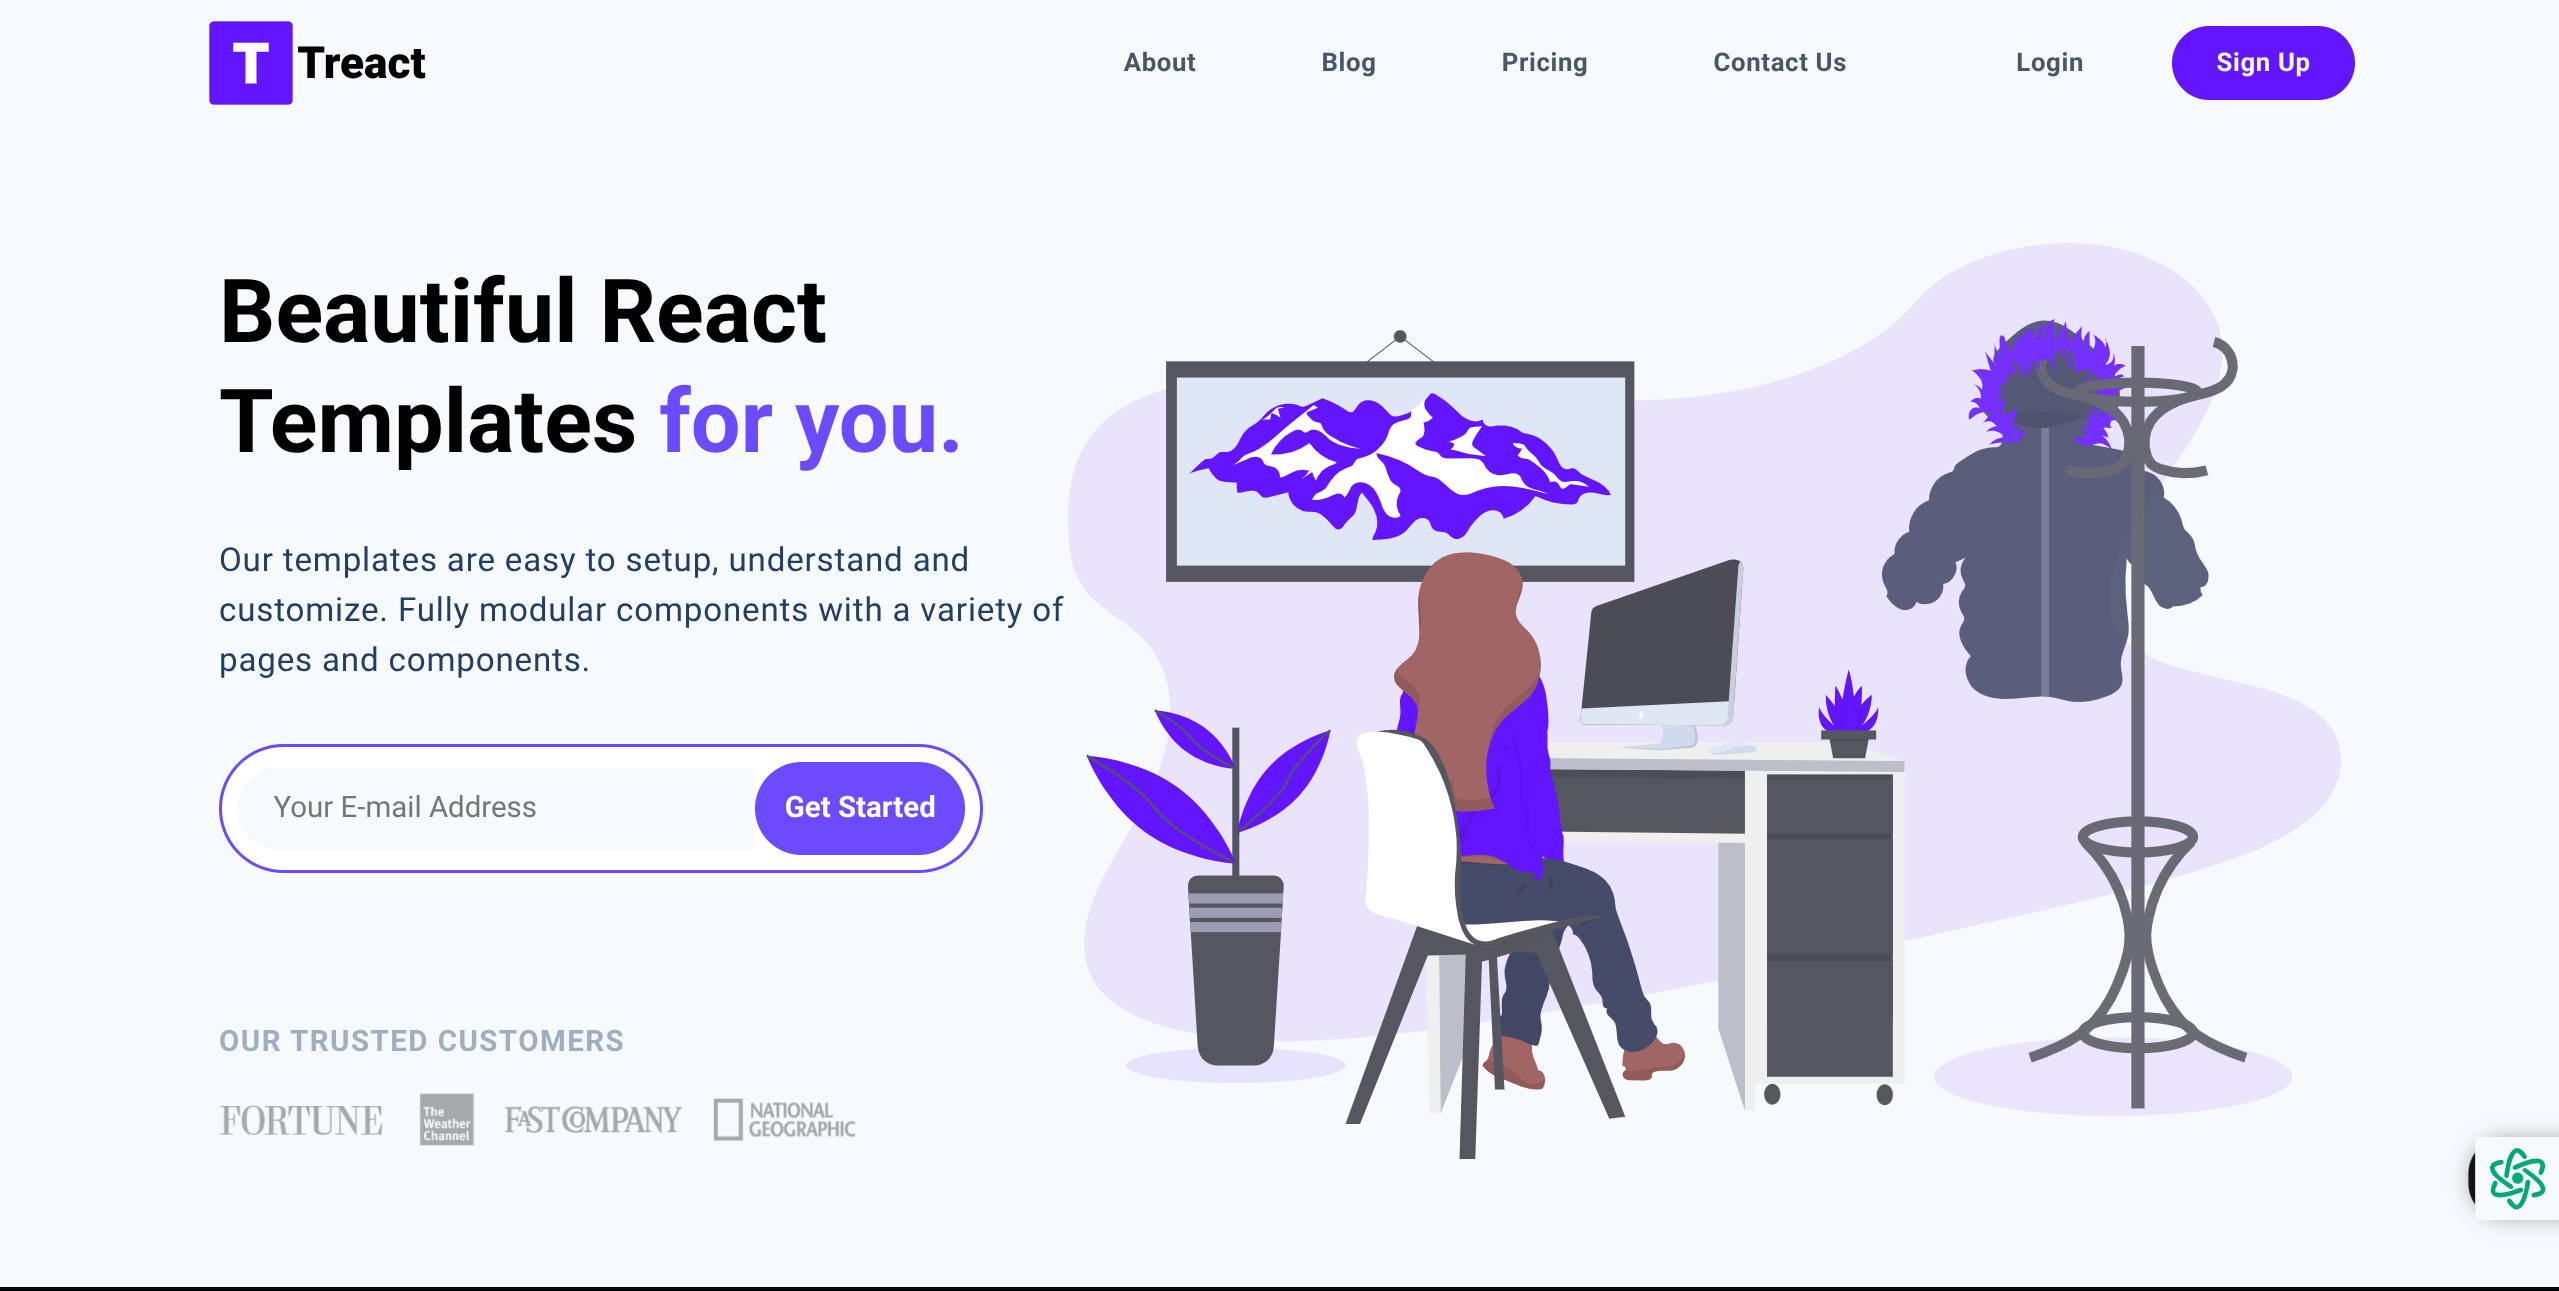 T Treact
About
Blog
Pricing
Contact Us
Login
Sign Up
Beautiful React
Templates for you.
Our templates are easy to setup, understand and
customize. Fully modular components with a variety of
pages and components.
Your E-mail Address
Get Started
OUR TRUSTED CUSTOMERS
FORTUNE
The
Weather
Channel
FAST COMPANY
NATIONAL
GEOGRAPHIC